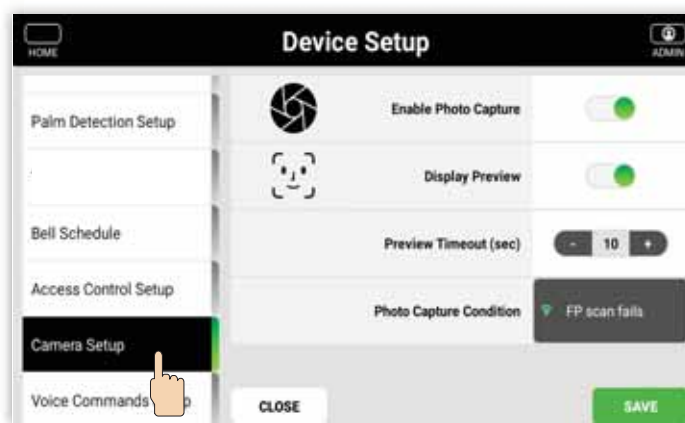 HOME
Device Setup
ADMIN
Palm Detection Setup
Enable Photo Capture
Display Preview
Bell Schedule
Preview Timeout (sec)
- 10 +
Access Control Setup
Photo Capture Condition
FP scan fails
Camera Setup
Voice Commands
CLOSE
SAVE